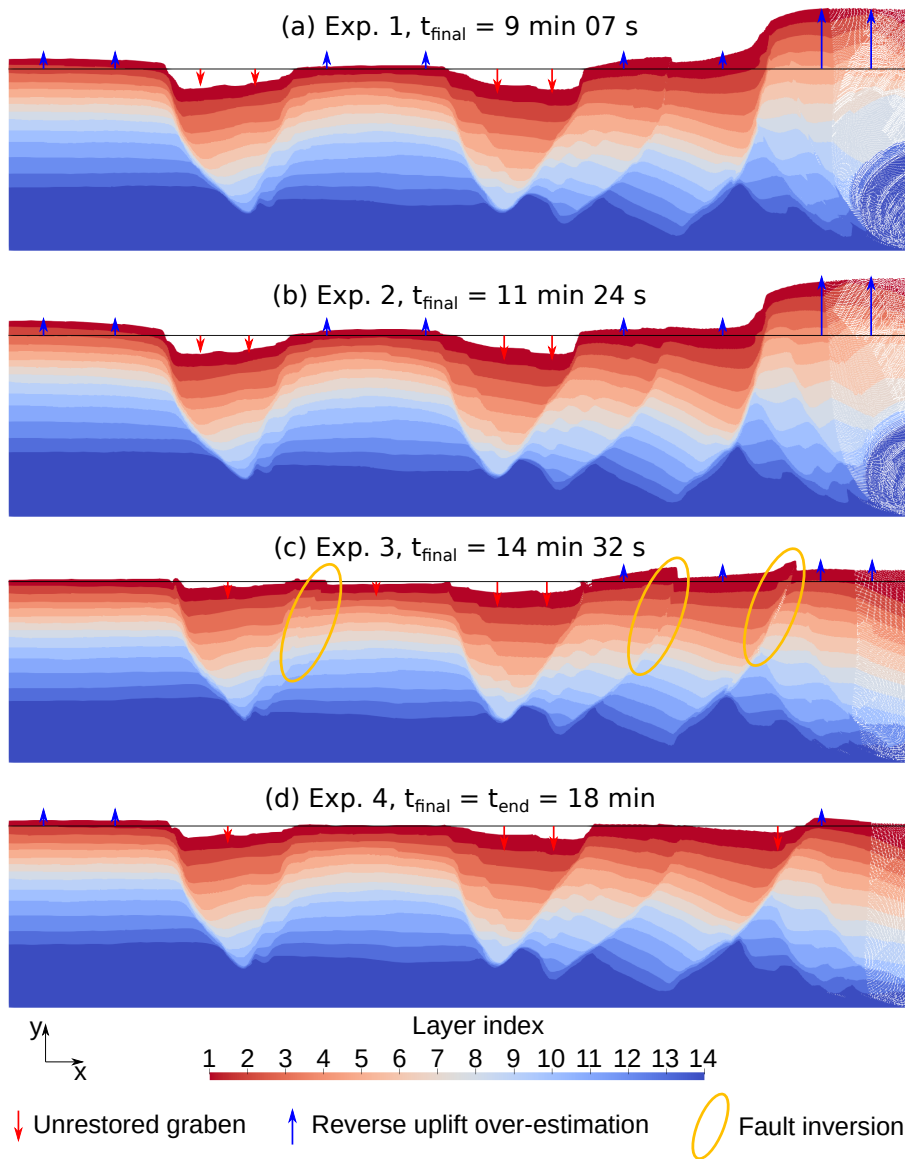 (a) Exp. 1, t_final = 9 min 07 s
(b) Exp. 2, t_final = 11 min 24 s
(c) Exp. 3, t_final = 14 min 32 s
(d) Exp. 4, t_final = t_end = 18 min
y
x
Layer index
1 2 3 4 5 6 7 8 9 10 11 12 13 14
Unrestored graben
Reverse uplift over-estimation
Fault inversion